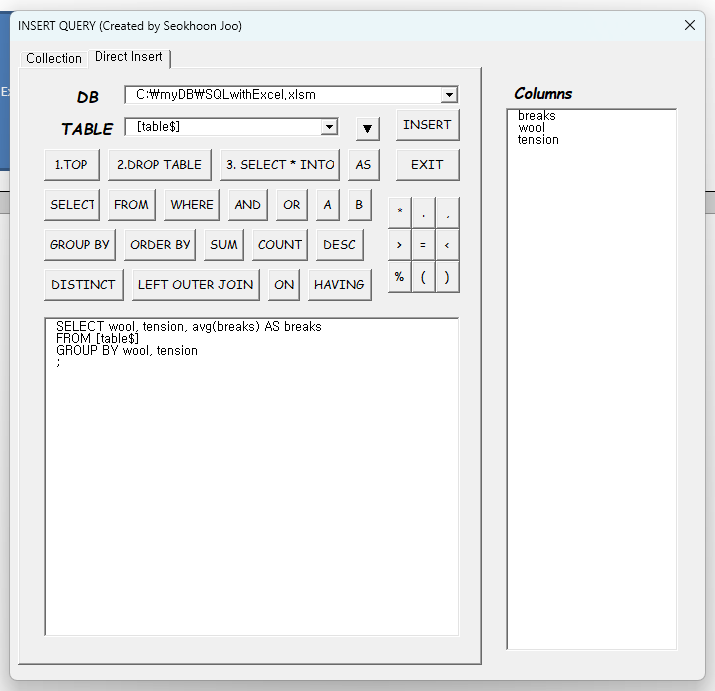 INSERT QUERY (Created by Seokhoon Joo)
Collection Direct Insert
DB C:₩myDB₩SQLwithExcel,xlsm
TABLE [table$] ▼ INSERT
1.TOP 2.DROP TABLE 3. SELECT * INTO AS EXIT
SELECT FROM WHERE AND OR A B * . ,
GROUP BY ORDER BY SUM COUNT DESC > = <
DISTINCT LEFT OUTER JOIN ON HAVING % ( )
SELECT wool, tension, avg(breaks) AS breaks
FROM [table$]
GROUP BY wool, tension
;
Columns
breaks
wool
tension